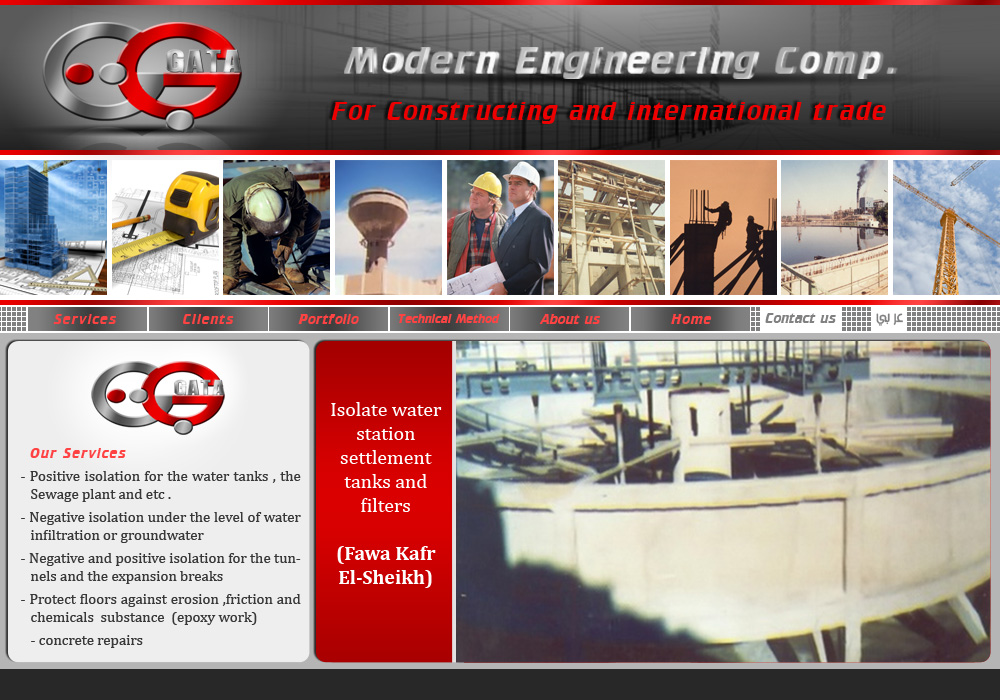 GATA
Modern Engineering Comp.
For Constructing and international trade
Services
Clients
Portfolio
Technical Method
About us
Home
Contact us
عربي
GATA
Our Services
- Positive isolation for the water tanks , the
Sewage plant and etc .
- Negative isolation under the level of water
infiltration or groundwater
- Negative and positive isolation for the tun-
nels and the expansion breaks
- Protect floors against erosion ,friction and
chemicals substance (epoxy work)
- concrete repairs
Isolate water
station
settlement
tanks and
filters
(Fawa Kafr
El-Sheikh)